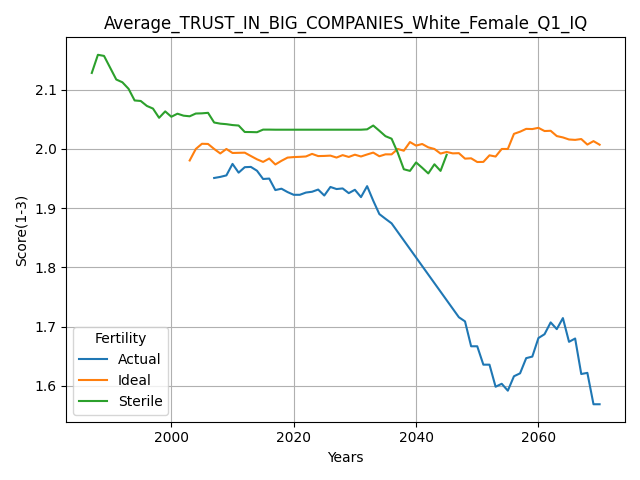 Average_TRUST_IN_BIG_COMPANIES_White_Female_Q1_IQ
Score(1-3)
2.1
2.0
1.9
1.8
1.7
1.6
Fertility
Actual
Ideal
Sterile
2000 2020 2040 2060
Years